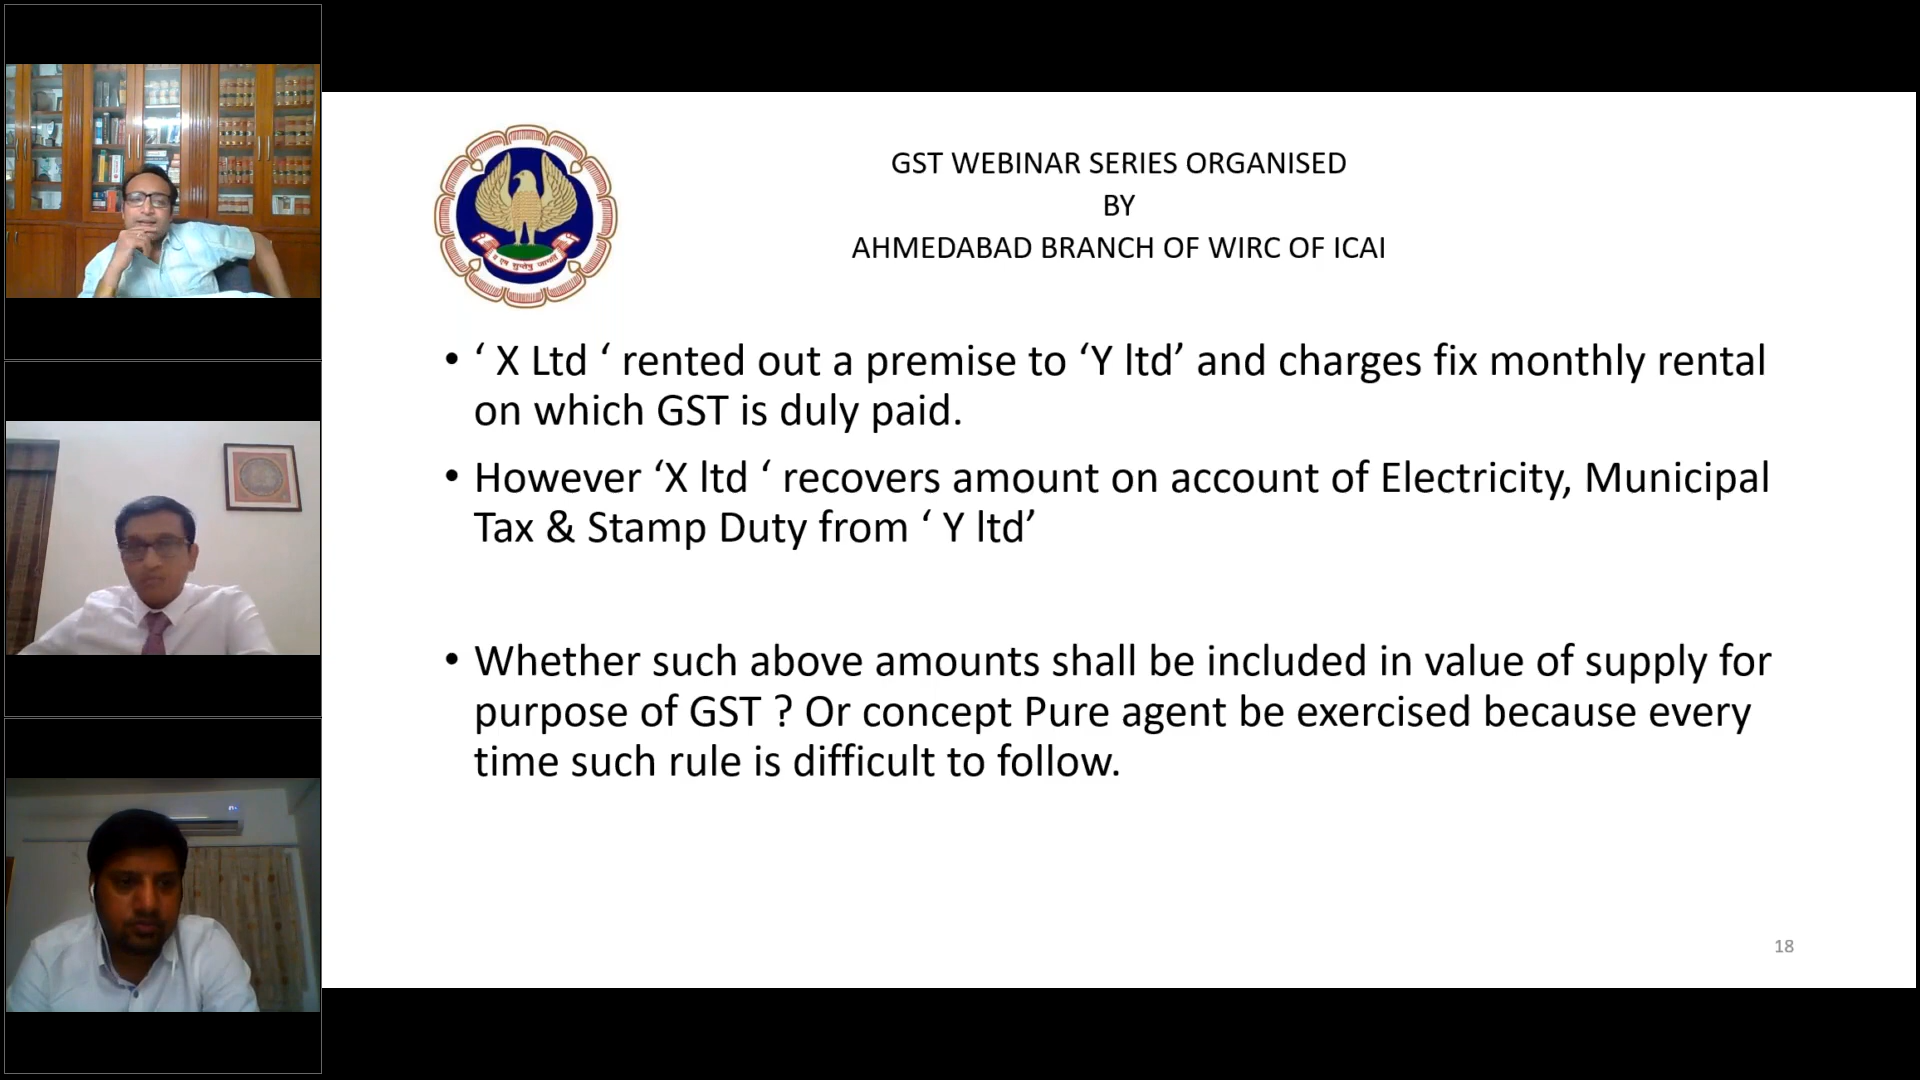 GST WEBINAR SERIES ORGANISED
BY
AHMEDABAD BRANCH OF WIRC OF ICAI
• ‘ X Ltd ‘ rented out a premise to ‘Y ltd’ and charges fix monthly rental
on which GST is duly paid.
• However ‘X ltd ‘ recovers amount on account of Electricity, Municipal
Tax & Stamp Duty from ‘ Y ltd’
• Whether such above amounts shall be included in value of supply for
purpose of GST ? Or concept Pure agent be exercised because every
time such rule is difficult to follow.
18